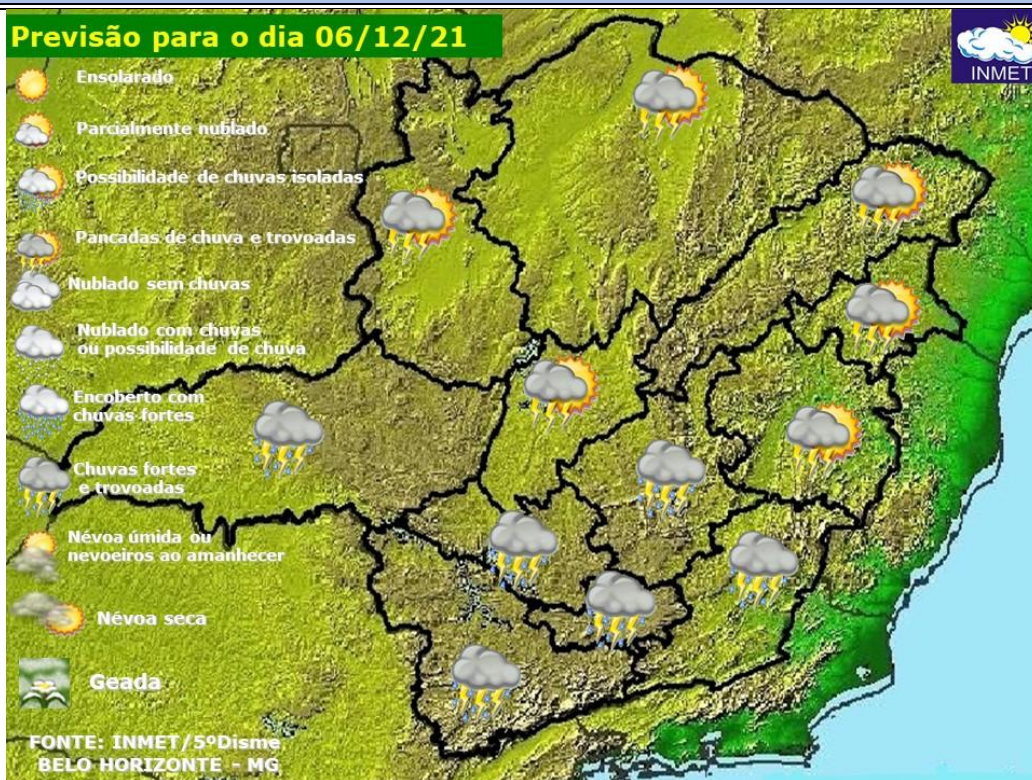 Previsão para o dia 06/12/21
INMET
Ensolarado
Parcialmente nublado
Possibilidade de chuvas isoladas
Pancadas de chuva e trovoadas
Nublado sem chuvas
Nublado com chuvas
ou possibilidade de chuva
Encoberto com
chuvas fortes
Chuvas fortes
e trovoadas
Névoa úmida ou
nevoeiros ao amanhecer
Névoa seca
Geada
FONTE: INMET/5ºDisme
BELO HORIZONTE - MG